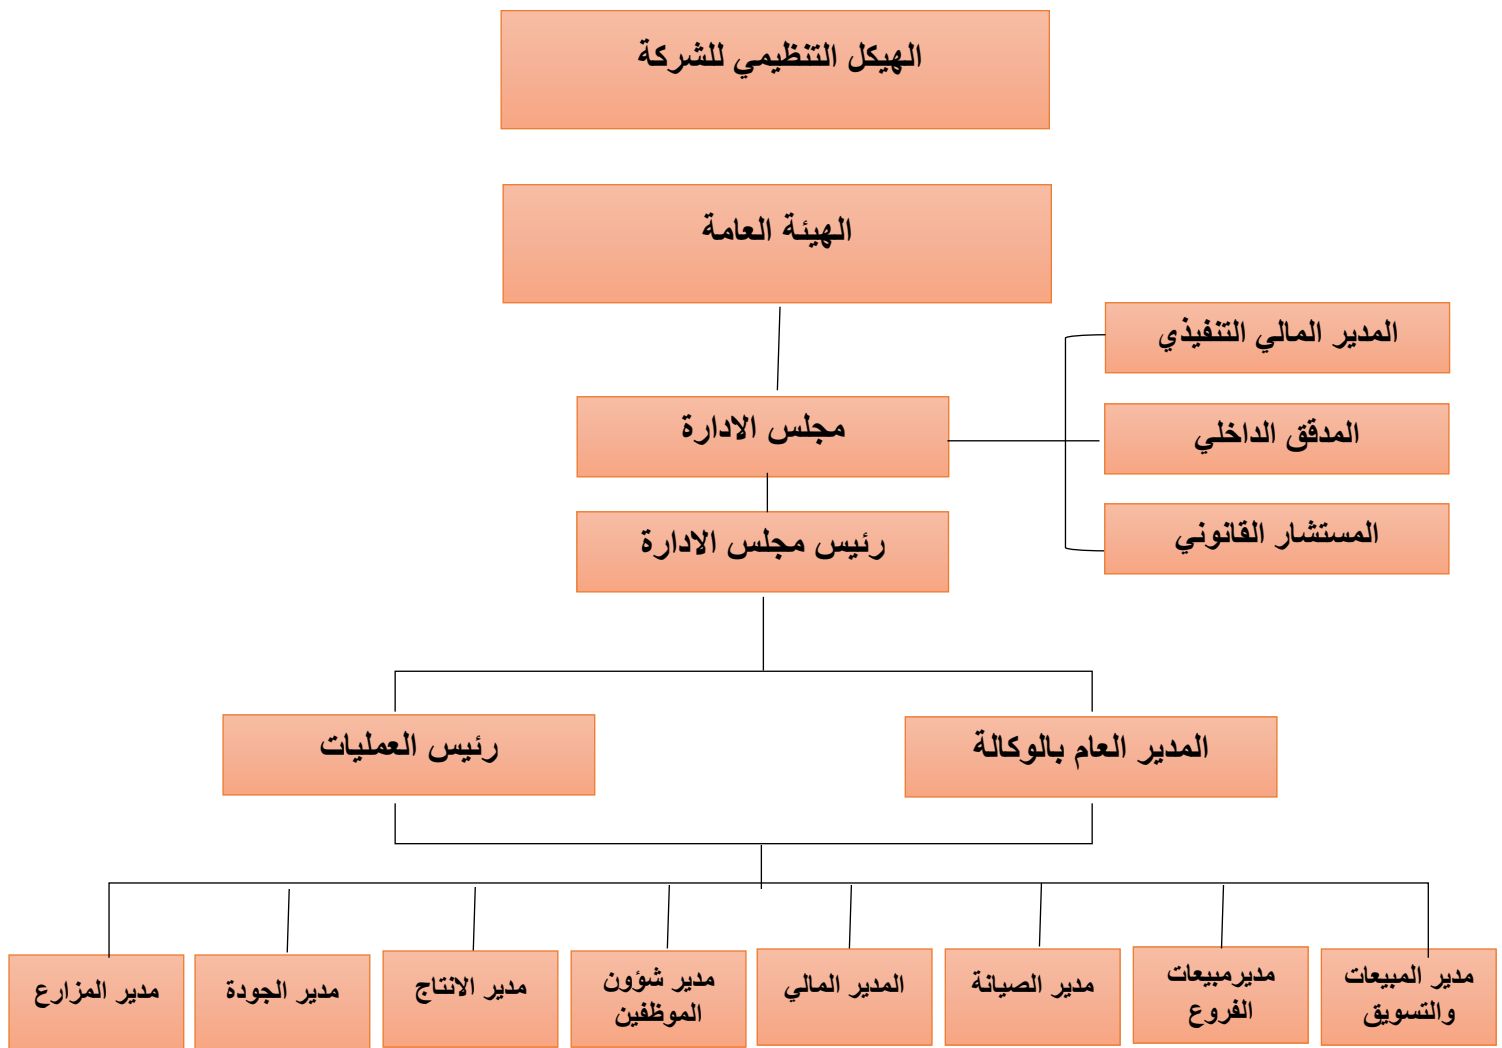 الهيكل التنظيمي للشركة
الهيئة العامة
المدير المالي التنفيذي
مجلس الادارة
المدقق الداخلي
رئيس مجلس الادارة
المستشار القانوني
المدير العام بالوكالة
رئيس العمليات
مدير المبيعات
والتسويق
مديرمبيعات
الفروع
مدير الصيانة
المدير المالي
مدير شؤون
الموظفين
مدير الانتاج
مدير الجودة
مدير المزارع